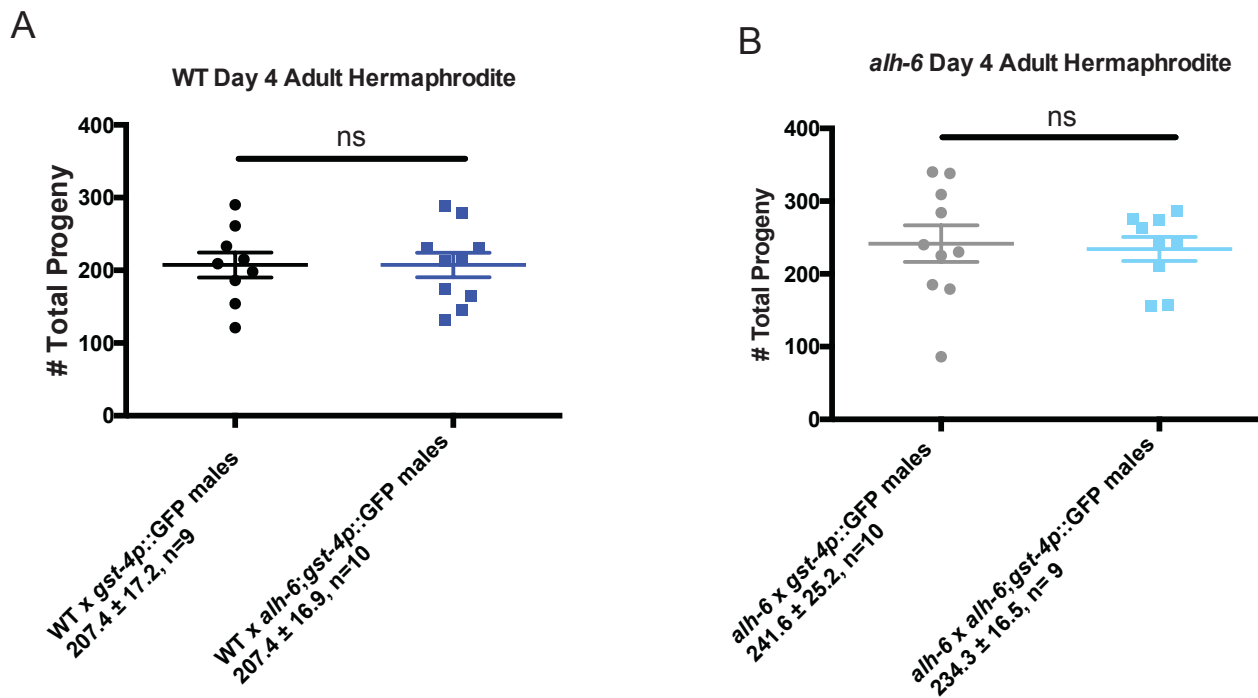 A
WT Day 4 Adult Hermaphrodite
# Total Progeny
400
300
200
100
0
ns
WT x gst-4p::GFP males
207.4 ± 17.2, n=9
WT x alh-6;gst-4p::GFP males
207.4 ± 16.9, n=10
B
alh-6 Day 4 Adult Hermaphrodite
# Total Progeny
400
300
200
100
0
ns
alh-6 x gst-4p::GFP males
241.6 ± 25.2, n=10
alh-6 x alh-6;gst-4p::GFP males
234.3 ± 16.5, n= 9